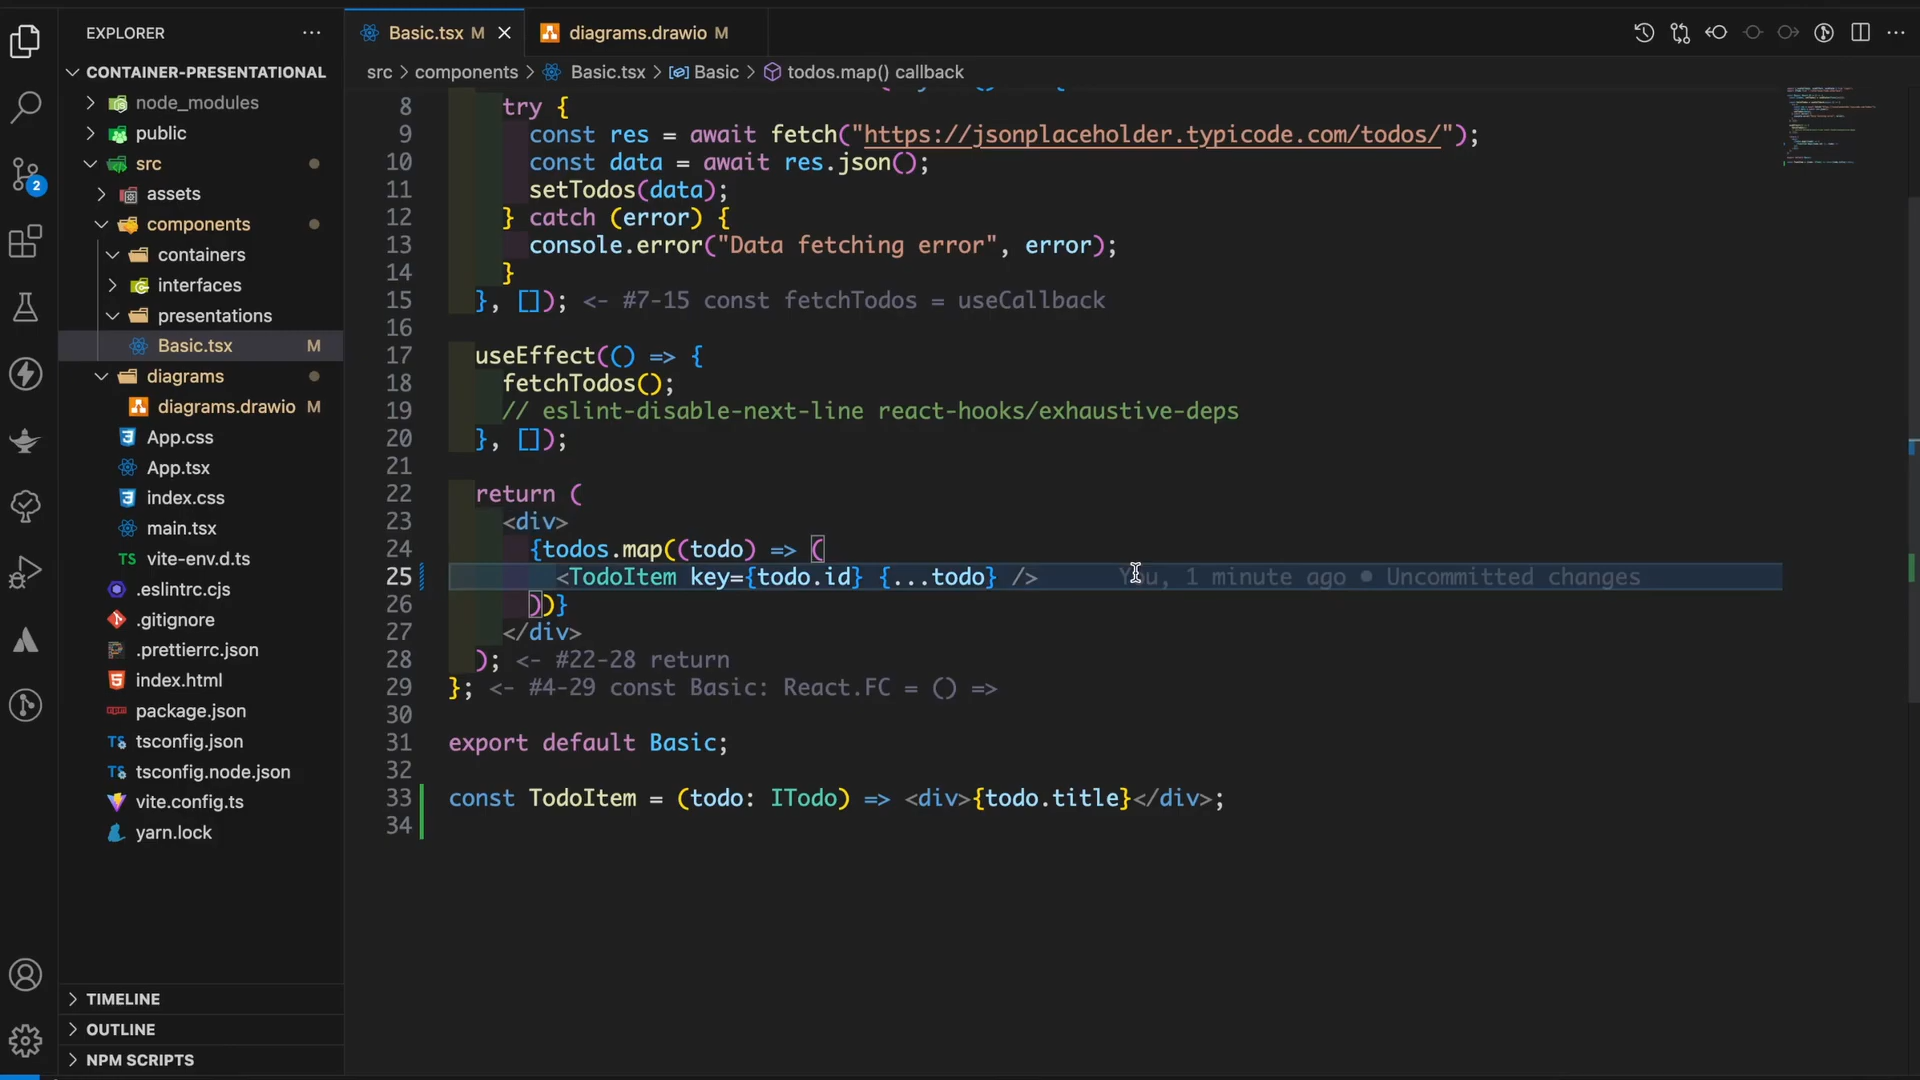 EXPLORER
CONTAINER-PRESENTATIONAL
node_modules
public
src
assets
components
containers
interfaces
presentations
Basic.tsx M
diagrams
diagrams.drawio M
App.css
App.tsx
index.css
main.tsx
TS vite-env.d.ts
.eslintrc.cjs
.gitignore
.prettierrc.json
index.html
package.json
TS tsconfig.json
TS tsconfig.node.json
vite.config.ts
yarn.lock
TIMELINE
OUTLINE
NPM SCRIPTS
2
Basic.tsx M
diagrams.drawio M
src > components > Basic.tsx > Basic > todos.map() callback
8 try {
9 const res = await fetch("https://jsonplaceholder.typicode.com/todos/");
10 const data = await res.json();
11 setTodos(data);
12 } catch (error) {
13 console.error("Data fetching error", error);
14 }
15 }, []); <- #7-15 const fetchTodos = useCallback
16
17 useEffect(() => {
18 fetchTodos();
19 // eslint-disable-next-line react-hooks/exhaustive-deps
20 }, []);
21
22 return (
23 <div>
24 {todos.map((todo) => (
25 <TodoItem key={todo.id} {...todo} /> You, 1 minute ago • Uncommitted changes
26 ))}
27 </div>
28 ); <- #22-28 return
29 }; <- #4-29 const Basic: React.FC = () =>
30
31 export default Basic;
32
33 const TodoItem = (todo: ITodo) => <div>{todo.title}</div>;
34